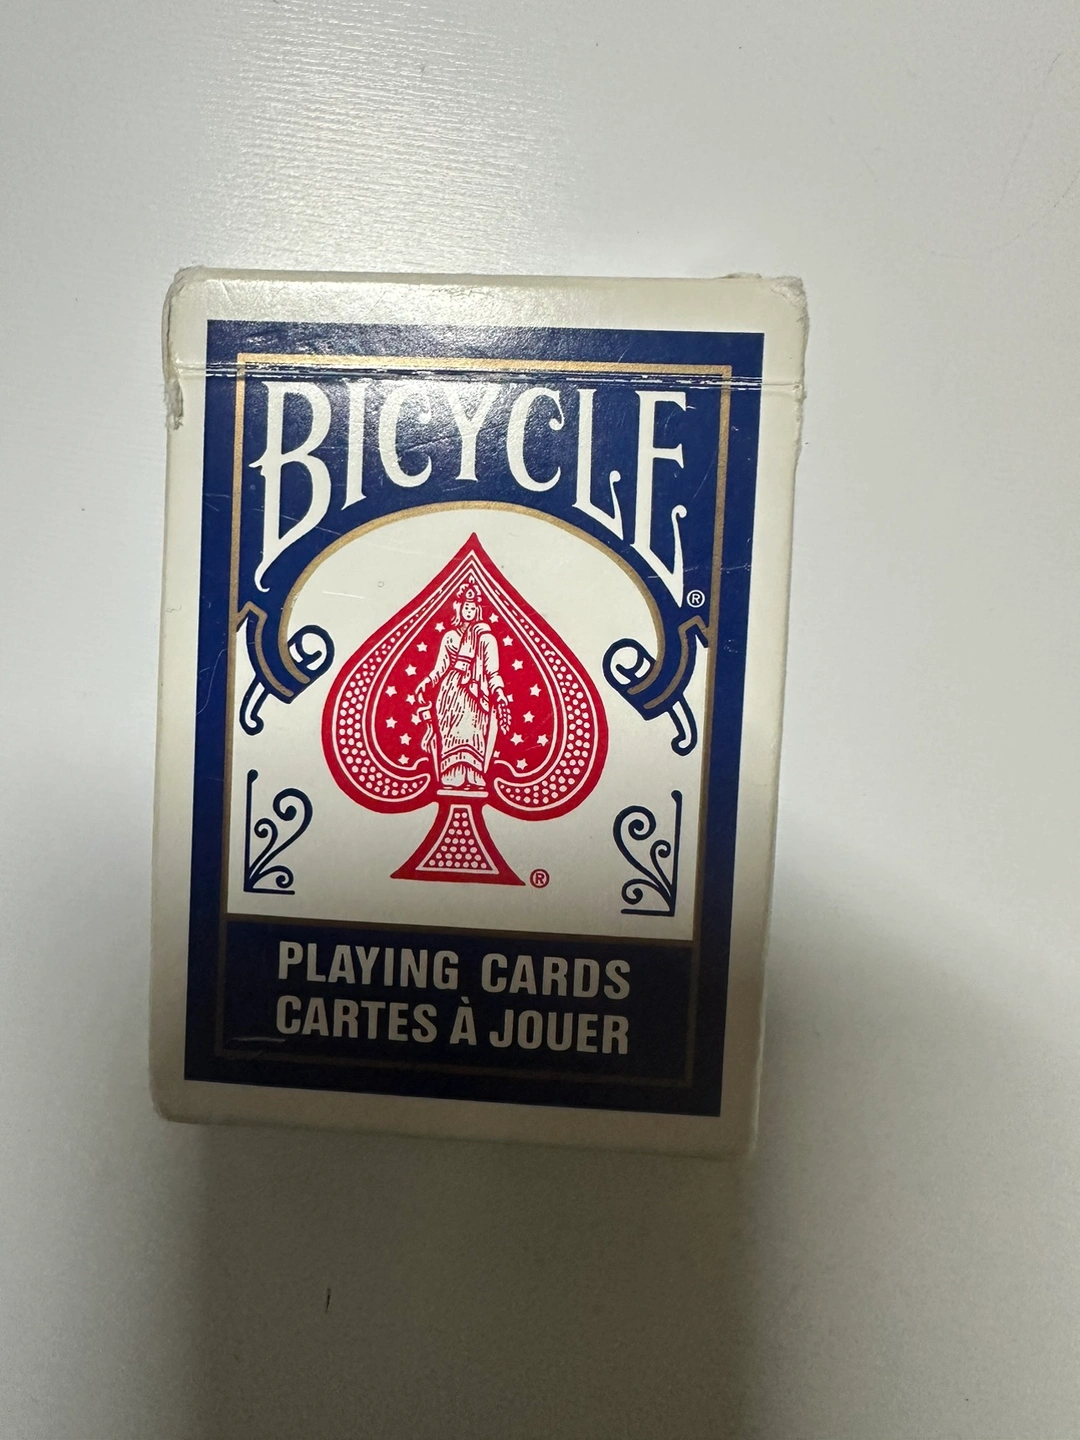 BICYCLE®
®
PLAYING CARDS
CARTES À JOUER